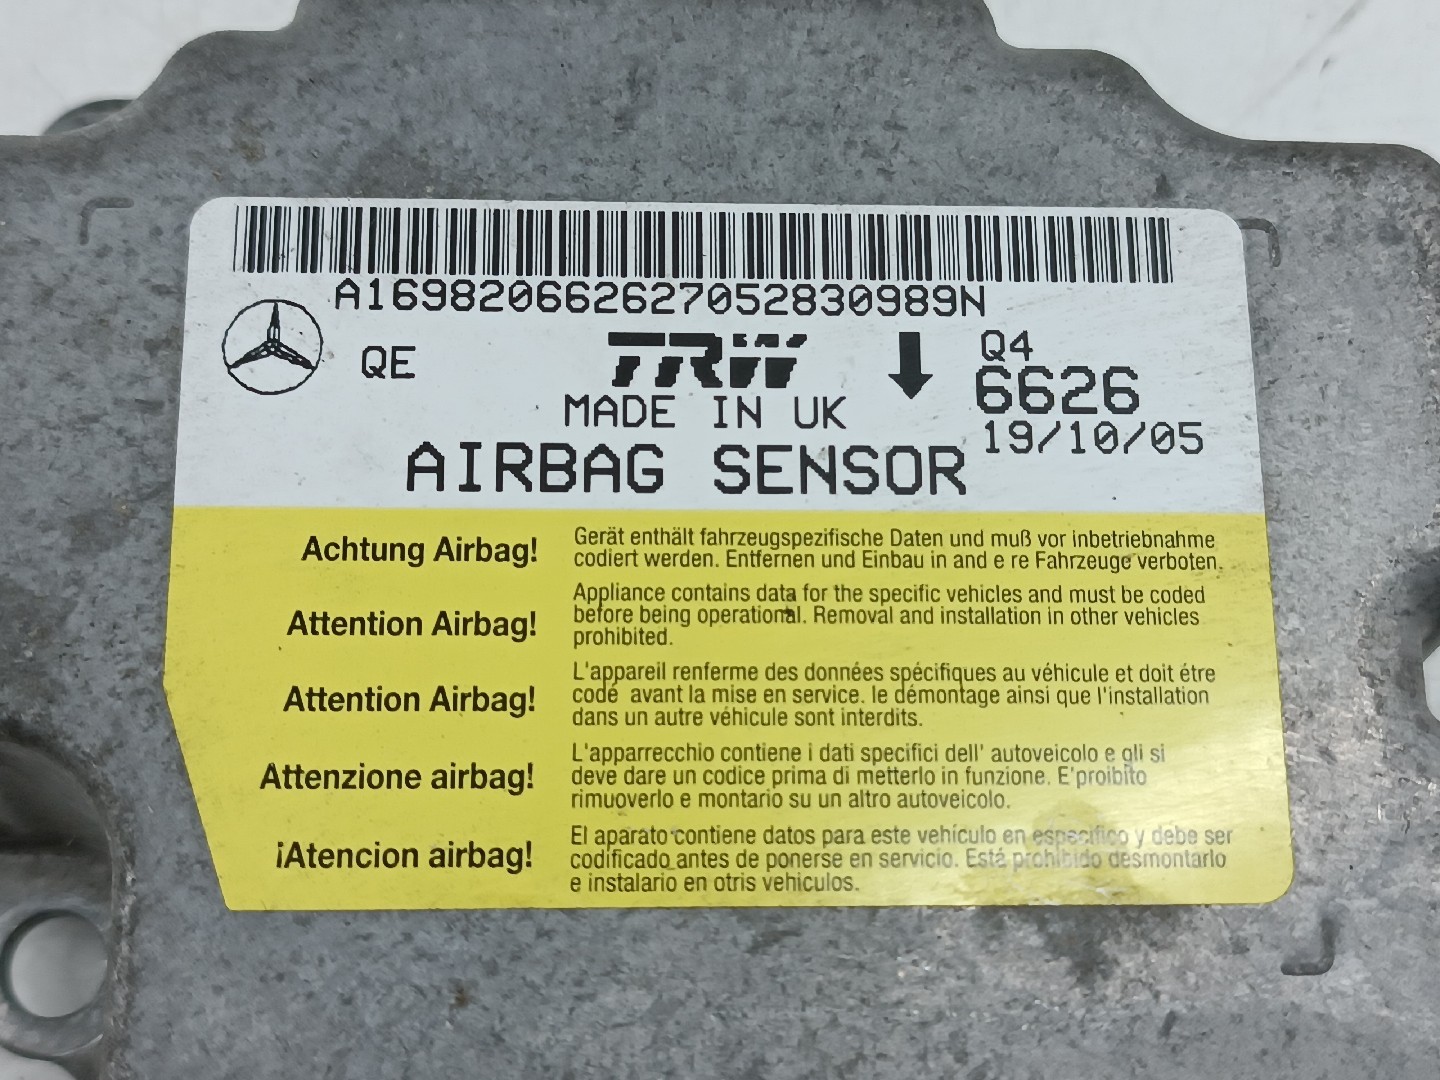 A1698206626270528309​89N
QE
TRW
Q4
6626
MADE IN UK
19/10/05
AIRBAG SENSOR
Achtung Airbag!
Gerät enthält fahrzeugspezifische Daten und muß vor inbetriebnahme
codiert werden. Entfernen und Einbau in and e re Fahrzeuge verboten.
Attention Airbag!
Appliance contains data for the specific vehicles and must be coded
before being operational. Removal and installation in other vehicles
prohibited.
Attention Airbag!
L'appareil renferme des données spécifiques au véhicule et doit étre
codé avant la mise en service. le démontage ainsi que l'installation
dans un autre véhicule sont interdits.
Attenzione airbag!
L'apparrecchio contiene i dati specifici dell' autoveicolo e gli si
deve dare un codice prima di metterlo in funzione. E'proibito
rimuoverlo e montario su un altro autoveicolo.
¡Atencion airbag!
El aparato contiene datos para este vehículo en especifico y debe ser
codificado antes de ponerse en servicio. Está prohibido desmontarlo
e instalario en otris vehiculos.